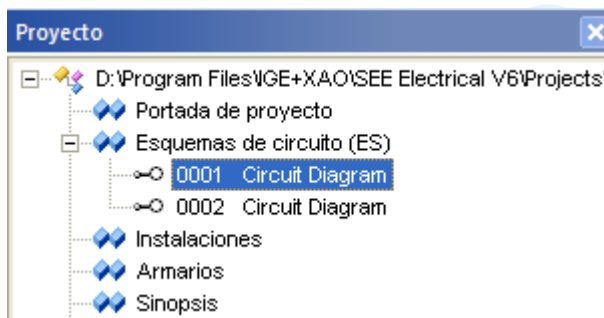 Proyecto
D:\Program Files\IGE+XAO\SEE Electrical V6\Projects\
Portada de proyecto
Esquemas de circuito (ES)
0001 Circuit Diagram
0002 Circuit Diagram
Instalaciones
Armarios
Sinopsis